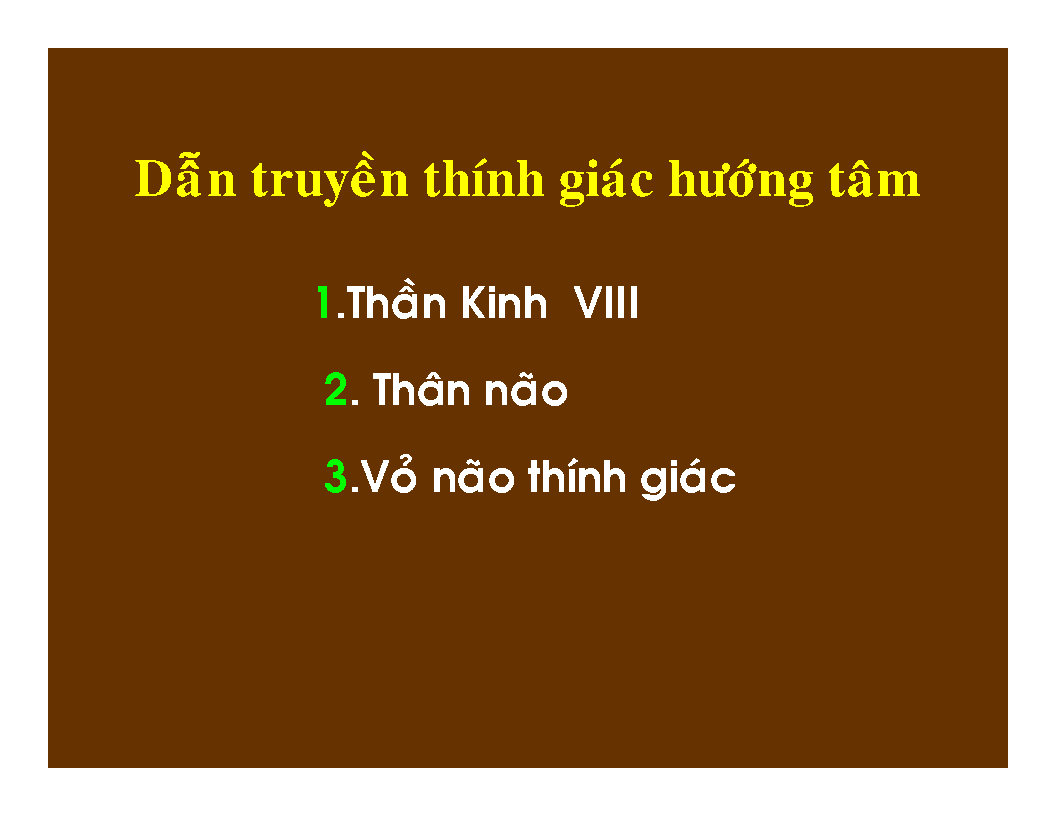 Dẫn truyền thính giác hướng tâm
1.Thần Kinh VIII
2. Thân não
3.Vỏ não thính giác